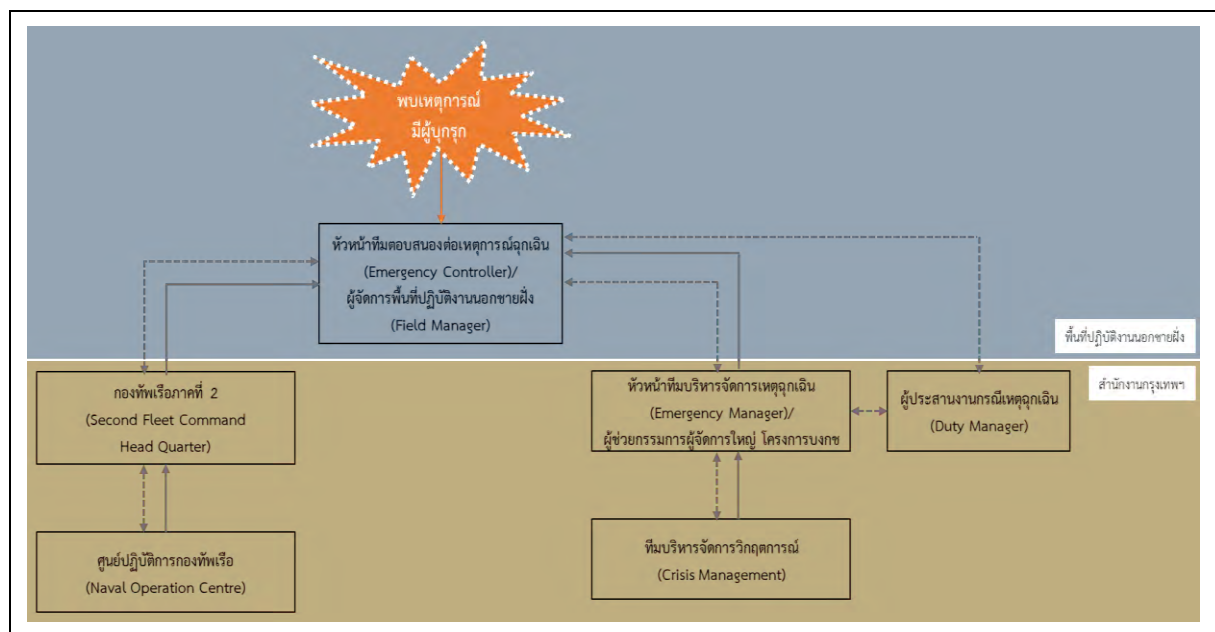 พบเหตุการณ์
มีผู้บุกรุก
หัวหน้าทีมตอบสนองต่อเหตุการณ์ฉุกเฉิน
(Emergency Controller)/
ผู้จัดการพื้นที่ปฏิบัติงานนอกชายฝั่ง
(Field Manager)
พื้นที่ปฏิบัติงานนอกชายฝั่ง
สำนักงานกรุงเทพฯ
กองทัพเรือภาคที่ 2
(Second Fleet Command
Head Quarter)
หัวหน้าทีมบริหารจัดการเหตุฉุกเฉิน
(Emergency Manager)/
ผู้ช่วยกรรมการผู้จัดการใหญ่ โครงการบงกช
ผู้ประสานงานกรณีเหตุฉุกเฉิน
(Duty Manager)
ศูนย์ปฏิบัติการกองทัพเรือ
(Naval Operation Centre)
ทีมบริหารจัดการวิกฤตการณ์
(Crisis Management)